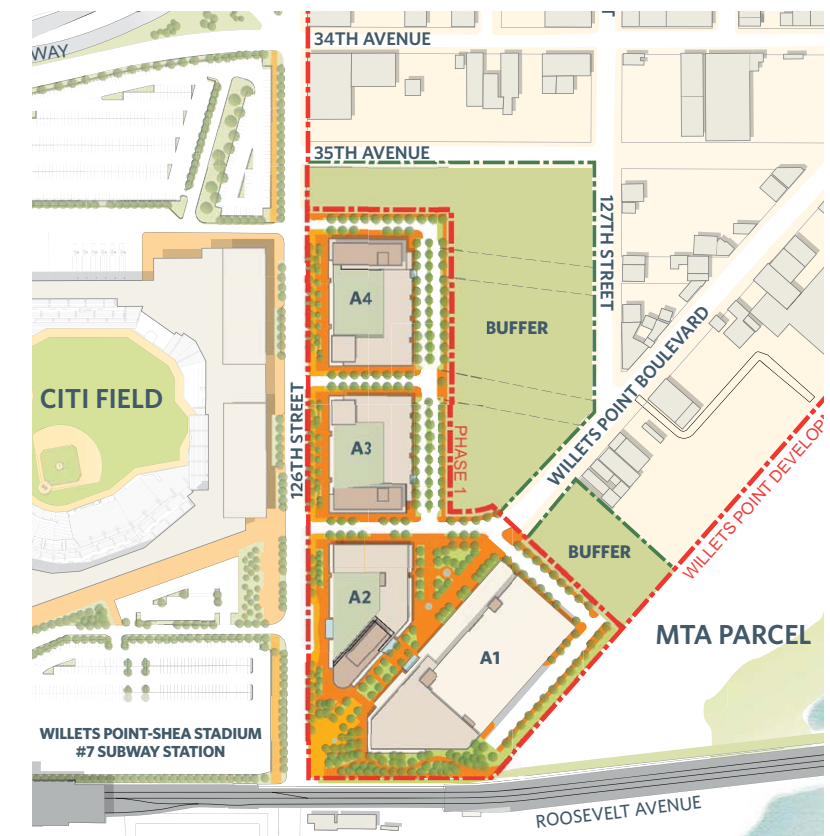 WAY
34TH AVENUE
35TH AVENUE
127TH STREET
A4
BUFFER
CITI FIELD
126TH STREET
WILLETS POINT BOULEVARD
A3
PHASE 1
WILLETS POINT DEVELOP
BUFFER
A2
A1
MTA PARCEL
WILLETS POINT-SHEA STADIUM
#7 SUBWAY STATION
ROOSEVELT AVENUE